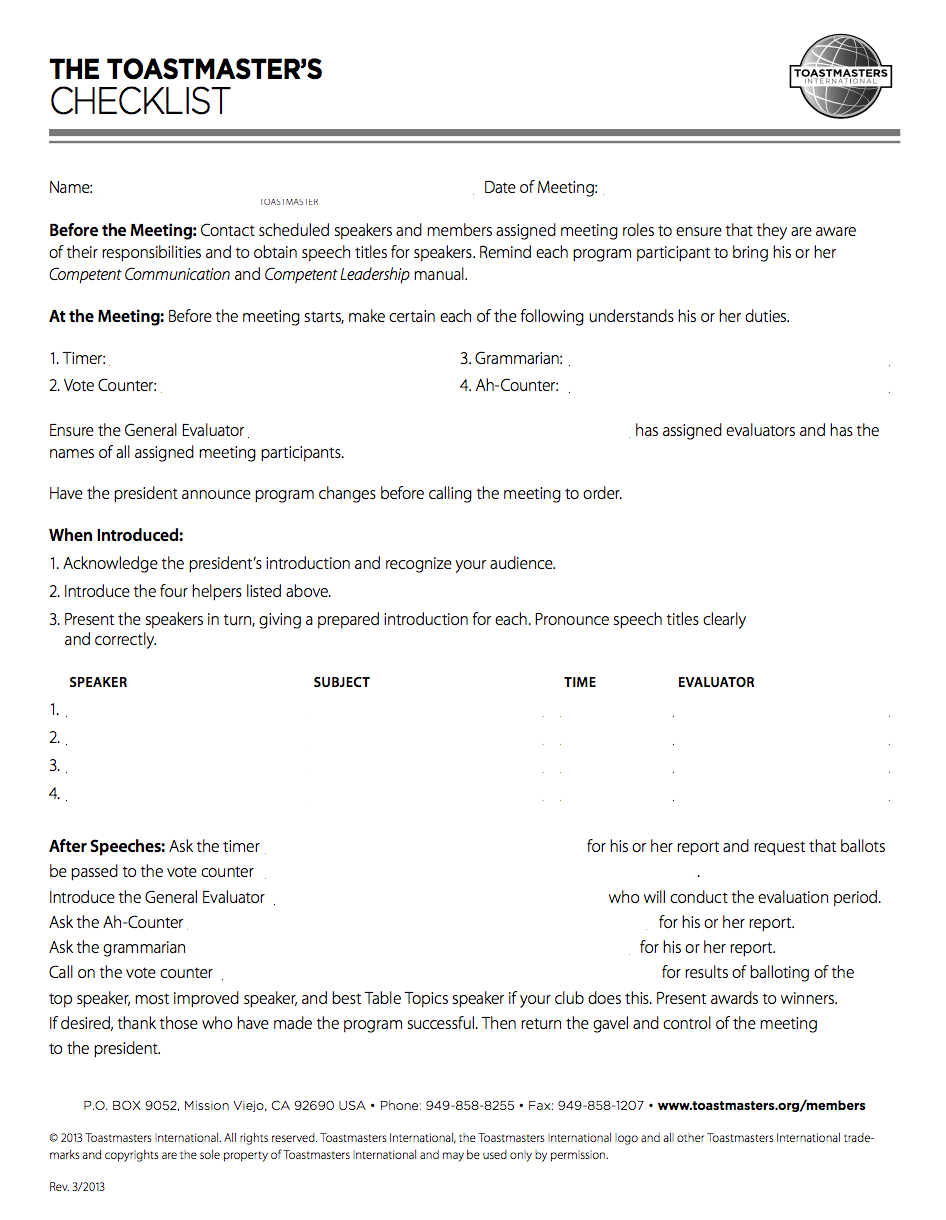 THE TOASTMASTER’S
CHECKLIST
TOASTMASTERS
INTERNATIONAL
Name: Date of Meeting:
TOASTMASTER
Before the Meeting: Contact scheduled speakers and members assigned meeting roles to ensure that they are aware
of their responsibilities and to obtain speech titles for speakers. Remind each program participant to bring his or her
Competent Communication and Competent Leadership manual.
At the Meeting: Before the meeting starts, make certain each of the following understands his or her duties.
1. Timer: 3. Grammarian:
2. Vote Counter: 4. Ah-Counter:
Ensure the General Evaluator has assigned evaluators and has the
names of all assigned meeting participants.
Have the president announce program changes before calling the meeting to order.
When Introduced:
1. Acknowledge the president’s introduction and recognize your audience.
2. Introduce the four helpers listed above.
3. Present the speakers in turn, giving a prepared introduction for each. Pronounce speech titles clearly
and correctly.
SPEAKER SUBJECT TIME EVALUATOR
1.
2.
3.
4.
After Speeches: Ask the timer for his or her report and request that ballots
be passed to the vote counter .
Introduce the General Evaluator who will conduct the evaluation period.
Ask the Ah-Counter for his or her report.
Ask the grammarian for his or her report.
Call on the vote counter for results of balloting of the
top speaker, most improved speaker, and best Table Topics speaker if your club does this. Present awards to winners.
If desired, thank those who have made the program successful. Then return the gavel and control of the meeting
to the president.
P.O. BOX 9052, Mission Viejo, CA 92690 USA • Phone: 949-858-8255 • Fax: 949-858-1207 • www.toastmasters.org/members
© 2013 Toastmasters International. All rights reserved. Toastmasters International, the Toastmasters International logo and all other Toastmasters International trade-
marks and copyrights are the sole property of Toastmasters International and may be used only by permission.
Rev. 3/2013